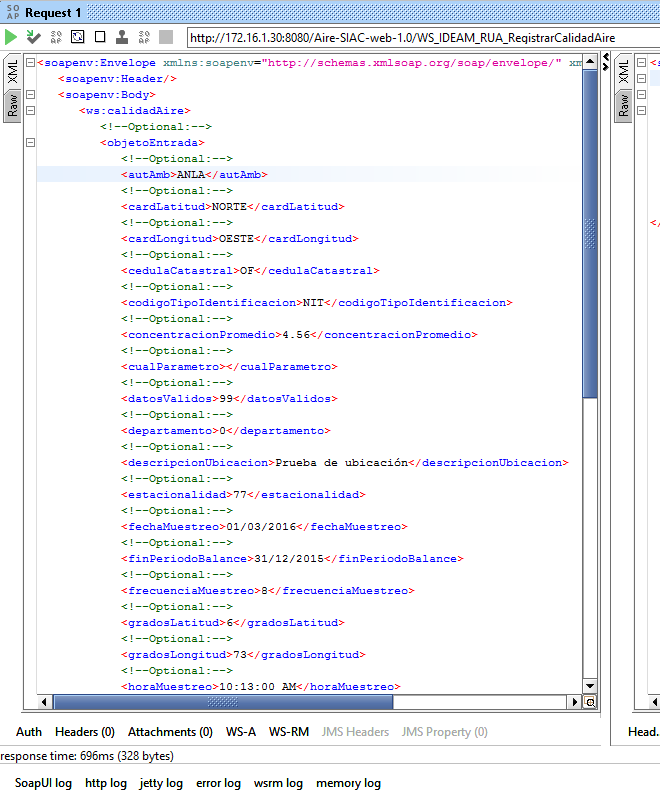 SO
AP
Request 1
SO
AP
SO
AP
http://172.16.1.30:8080/Aire-SIAC-web-1.0/WS_IDEAM_RUA_RegistrarCalidadAire
XML
Raw
<soapenv:Envelope xmlns:soapenv="http://schemas.xmlsoap.org/soap/envelope/" xm
<soapenv:Header/>
<soapenv:Body>
<ws:calidadAire>
<!--Optional:-->
<objetoEntrada>
<!--Optional:-->
<autAmb>ANLA</autAmb>
<!--Optional:-->
<cardLatitud>NORTE</cardLatitud>
<!--Optional:-->
<cardLongitud>OESTE</cardLongitud>
<!--Optional:-->
<cedulaCatastral>OF</cedulaCatastral>
<!--Optional:-->
<codigoTipoIdentificacion>NIT</codigoTipoIdentificacion>
<!--Optional:-->
<concentracionPromedio>4.56</concentracionPromedio>
<!--Optional:-->
<cualParametro></cualParametro>
<!--Optional:-->
<datosValidos>99</datosValidos>
<!--Optional:-->
<departamento>0</departamento>
<!--Optional:-->
<descripcionUbicacion>Prueba de ubicación</descripcionUbicacion>
<!--Optional:-->
<estacionalidad>77</estacionalidad>
<!--Optional:-->
<fechaMuestreo>01/03/2016</fechaMuestreo>
<!--Optional:-->
<finPeriodoBalance>31/12/2015</finPeriodoBalance>
<!--Optional:-->
<frecuenciaMuestreo>8</frecuenciaMuestreo>
<!--Optional:-->
<gradosLatitud>6</gradosLatitud>
<!--Optional:-->
<gradosLongitud>73</gradosLongitud>
<!--Optional:-->
<horaMuestreo>10:13:00 AM</horaMuestreo>
XML
Raw
<s
</
Auth Headers (0) Attachments (0) WS-A WS-RM JMS Headers JMS Property (0)
Head.
response time: 696ms (328 bytes)
SoapUI log http log jetty log error log wsrm log memory log